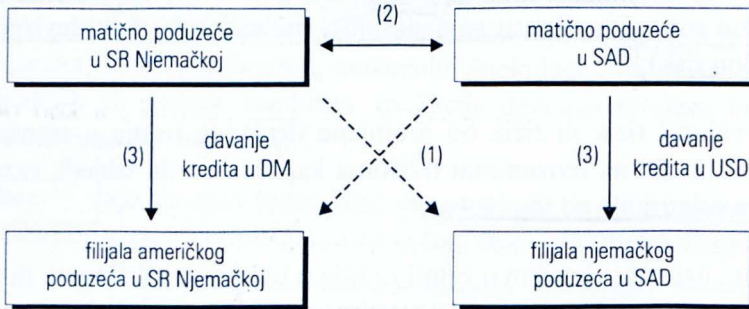 matično poduzeće
u SR Njemačkoj
(2)
matično poduzeće
u SAD
(3)
davanje
kredita u DM
(1)
(3)
davanje
kredita u USD
filijala američkog
poduzeća u SR Njemačkoj
filijala njemačkog
poduzeća u SAD